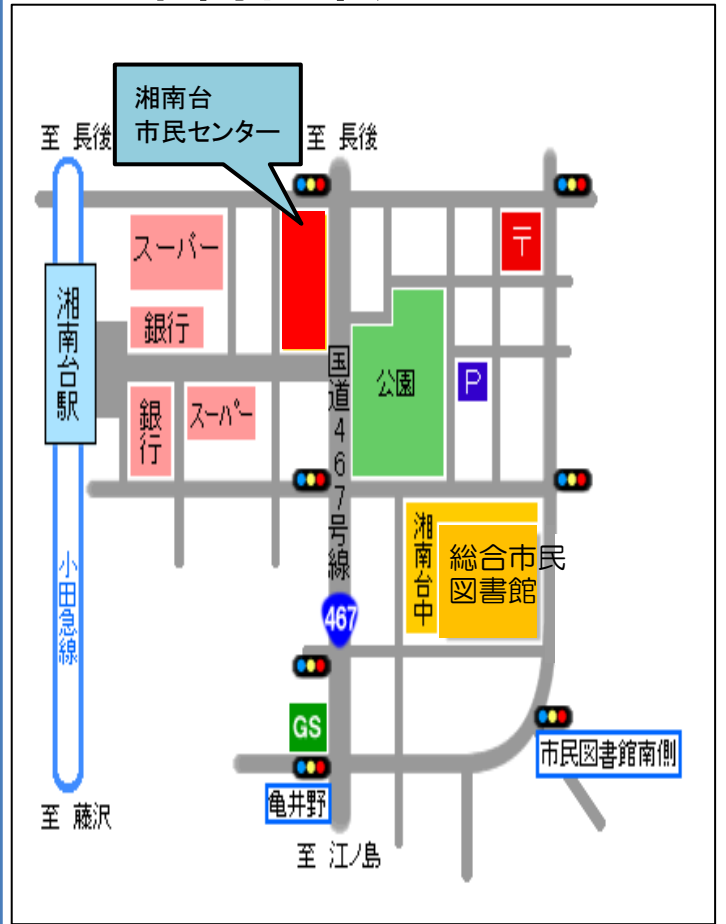 湘南台
市民センター
至 長後
至 長後
スーパー
〒
銀行
湘南台駅
国道467号線
公園
P
銀行
スーパー
湘南台中
総合市民
図書館
小田急線
467
GS
市民図書館南側
亀井野
至 藤沢
至 江ノ島